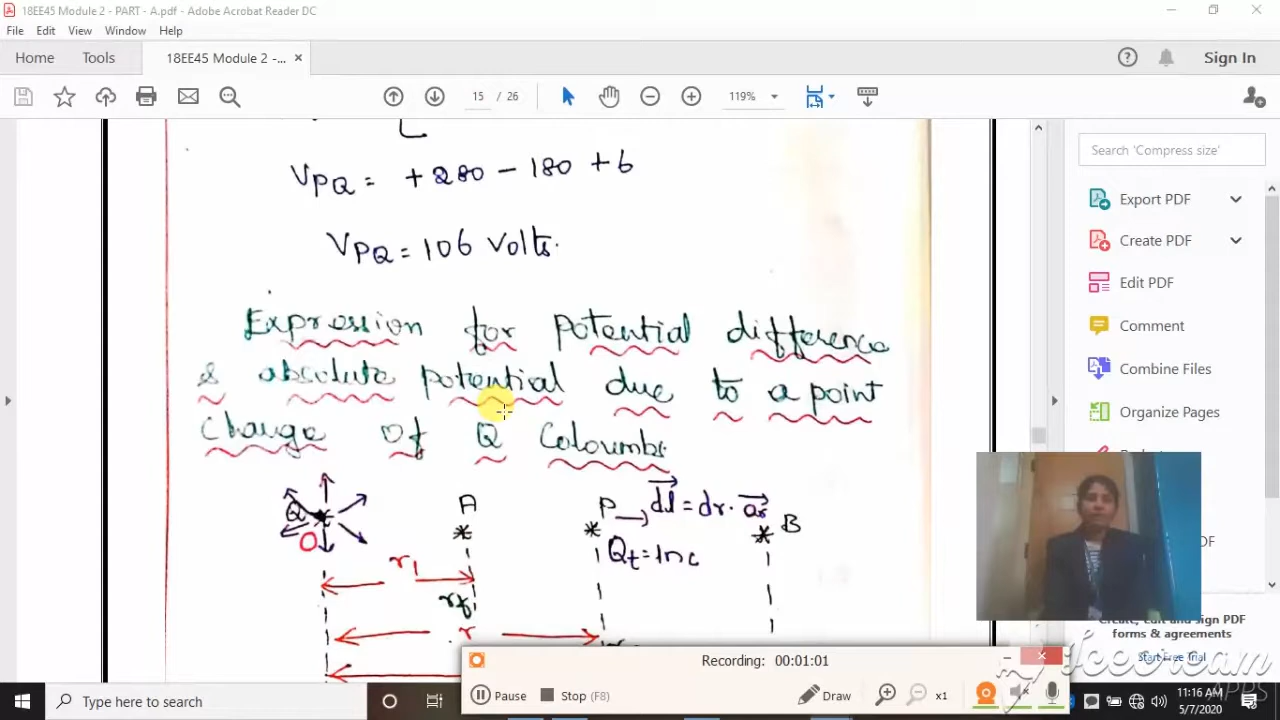 18EE45 Module 2 - PART - A.pdf - Adobe Acrobat Reader DC
File Edit View Window Help
Home Tools 18EE45 Module 2 -... × Sign In
15 / 26 119%
VPQ = +280 - 180 + 6
VPQ = 106 Volts.
Expression for potential difference
& absolute potential due to a point
Charge of Q Coloumbs
Q O A P dl = dr . ar B
Qt = 1nc
r1
rf
r
Search 'Compress size'
Export PDF
Create PDF
Edit PDF
Comment
Combine Files
Organize Pages
Create, Edit and Sign PDF
forms & agreements
Start Free Trial
Recording: 00:01:01
Pause Stop (F8) Draw x1
IceCream
APPS
Type here to search
11:16 AM
5/7/2020